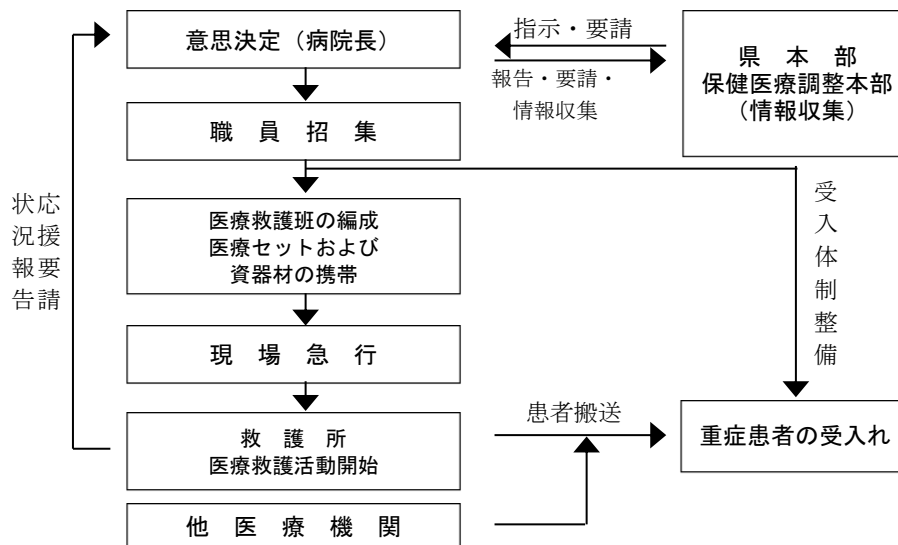 意思決定（病院長）
指示・要請
報告・要請・
情報収集
県　本　部
保健医療調整本部
（情報収集）
職　員　招　集
医療救護班の編成
医療セットおよび
資器材の携帯
現　場　急　行
救　護　所
医療救護活動開始
他　医　療　機　関
応援要請
状況報告
受入体制整備
患者搬送
重症患者の受入れ